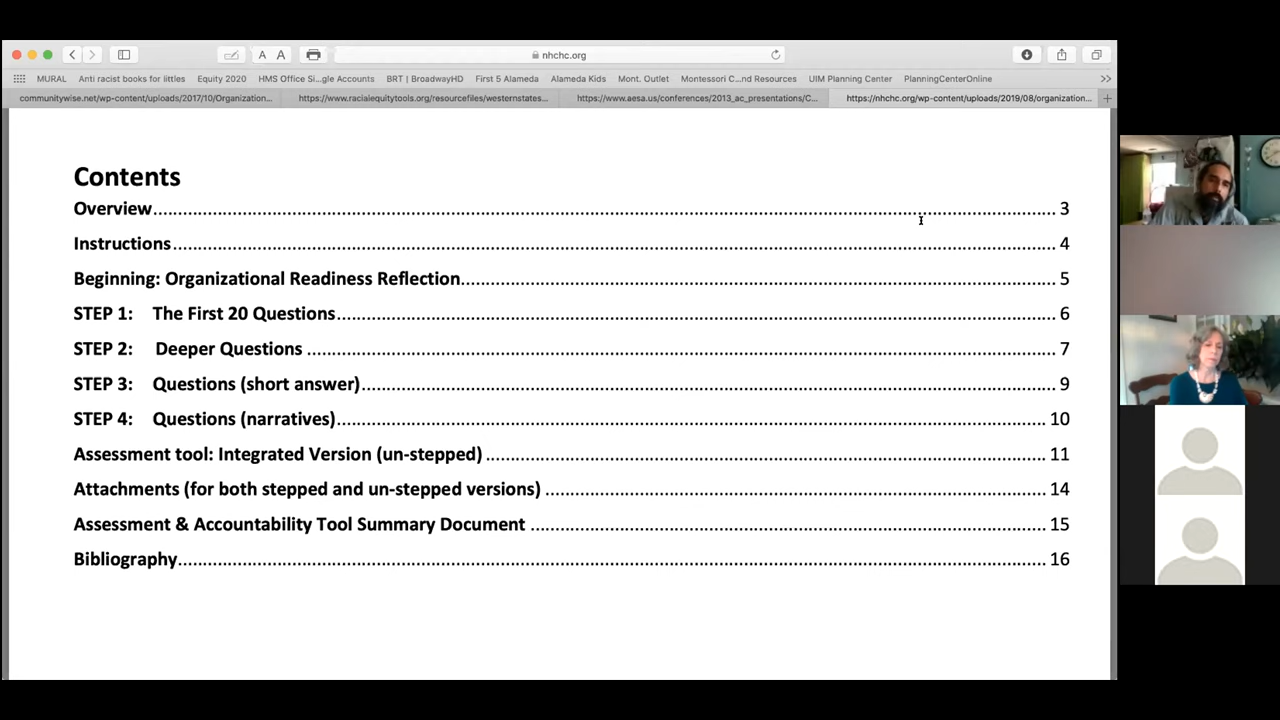 A A
nhchc.org
MURAL Anti racist books for littles Equity 2020 HMS Office Si...gle Accounts BRT | BroadwayHD First 5 Alameda Alameda Kids Mont. Outlet Montessori C...nd Resources UIM Planning Center PlanningCenterOnline
communitywise.net/wp-content/uploads/2017/10/Organization... https://www.racialequitytools.org/resourcefiles/westernstates... https://www.aesa.us/conferences/2013_ac_presentations/C... https://nhchc.org/wp-content/uploads/2019/08/organization...
Contents
Overview 3
Instructions 4
Beginning: Organizational Readiness Reflection 5
STEP 1: The First 20 Questions 6
STEP 2: Deeper Questions 7
STEP 3: Questions (short answer) 9
STEP 4: Questions (narratives) 10
Assessment tool: Integrated Version (un-stepped) 11
Attachments (for both stepped and un-stepped versions) 14
Assessment & Accountability Tool Summary Document 15
Bibliography 16